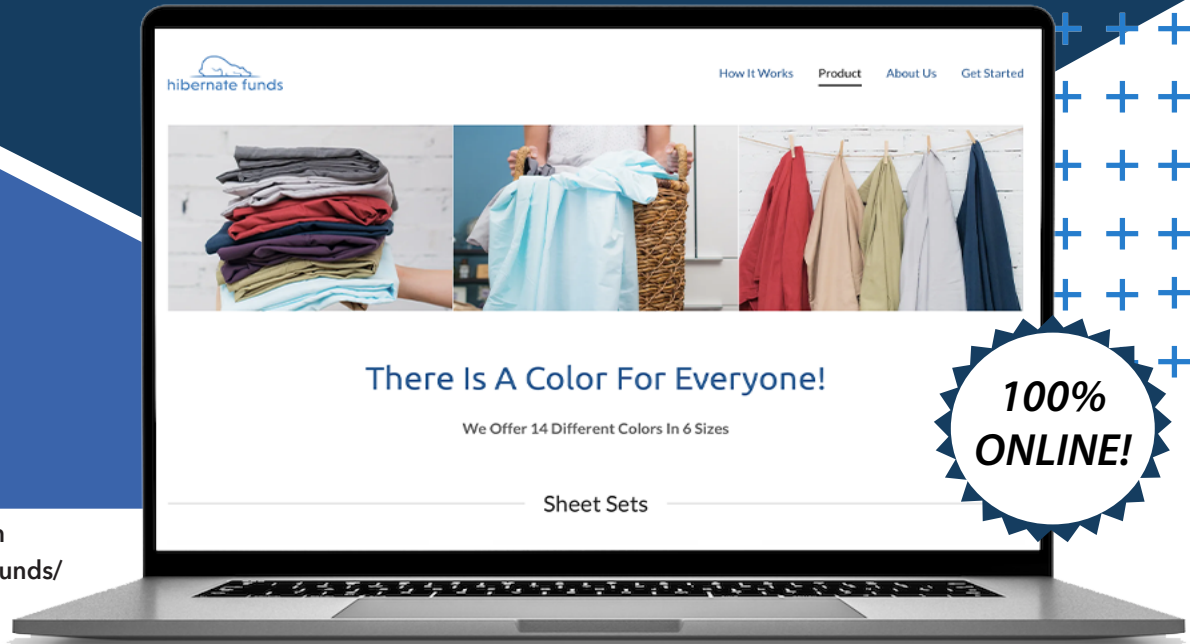 hibernate funds
How It Works Product About Us Get Started
There Is A Color For Everyone!
We Offer 14 Different Colors In 6 Sizes
Sheet Sets
100%
ONLINE!
unds/